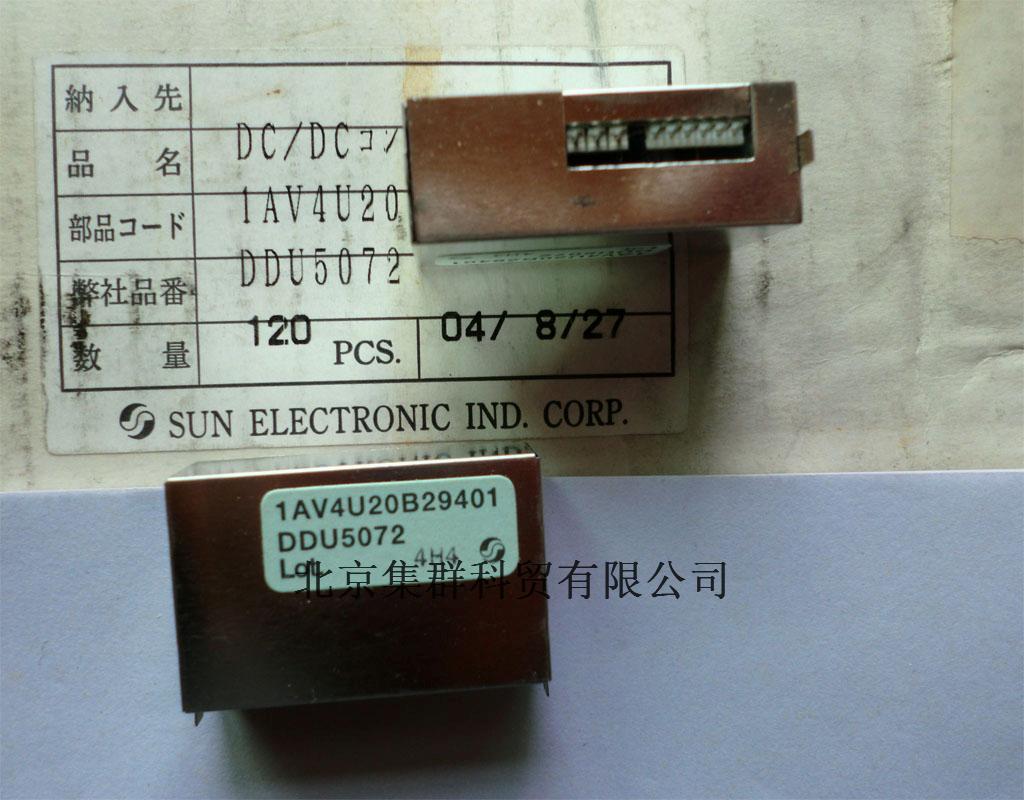 納入先
品名 DC/DCコン
部品コード 1AV4U20
弊社品番 DDU5072
数量 120 PCS. 04/ 8/27
SUN ELECTRONIC IND. CORP.
1AV4U20B29401
DDU5072
Lot. 4H4
北京集群科贸有限公司